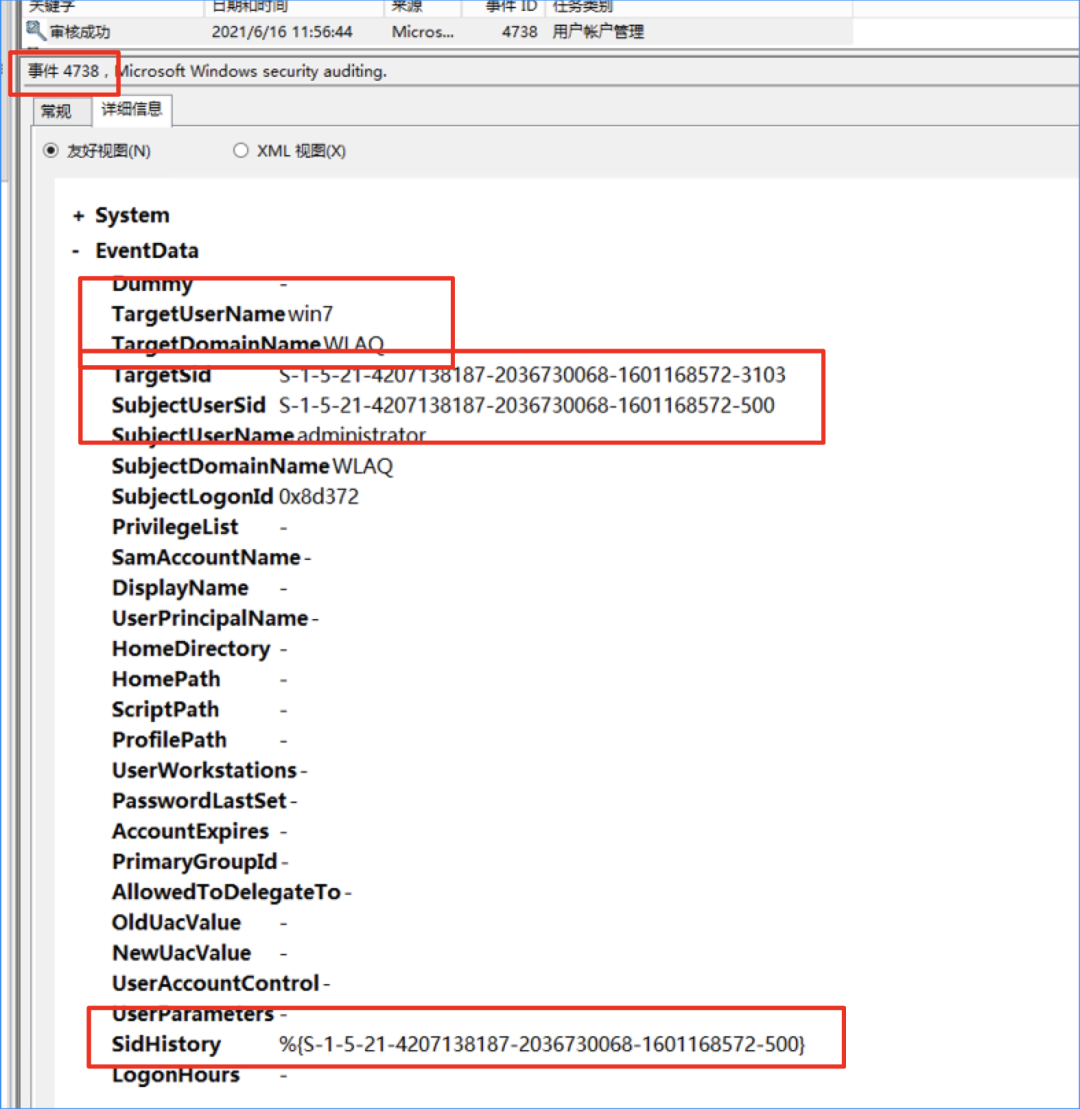 关键字 日期和时间 来源 事件 ID 任务类别
审核成功 2021/6/16 11:56:44 Micros... 4738 用户帐户管理
事件 4738，Microsoft Windows security auditing.
常规 详细信息
友好视图(N) XML 视图(X)
+ System
- EventData
Dummy -
TargetUserName win7
TargetDomainName WLAQ
TargetSid S-1-5-21-4207138187-2036730068-1601168572-3103
SubjectUserSid S-1-5-21-4207138187-2036730068-1601168572-500
SubjectUserName administrator
SubjectDomainName WLAQ
SubjectLogonId 0x8d372
PrivilegeList -
SamAccountName -
DisplayName -
UserPrincipalName -
HomeDirectory -
HomePath -
ScriptPath -
ProfilePath -
UserWorkstations -
PasswordLastSet -
AccountExpires -
PrimaryGroupId -
AllowedToDelegateTo -
OldUacValue -
NewUacValue -
UserAccountControl -
UserParameters -
SidHistory %{S-1-5-21-4207138187-2036730068-1601168572-500}
LogonHours -